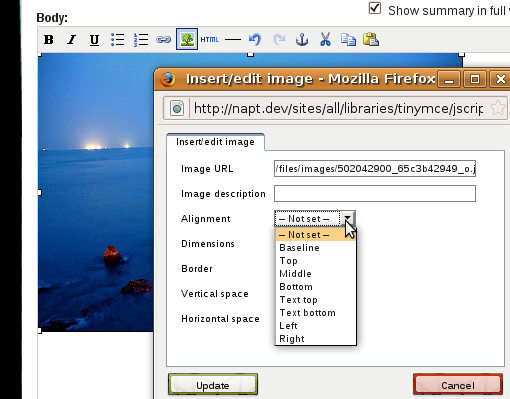 Show summary in full v
Body:
B I U HTML
Insert/edit image - Mozilla Firefox
http://napt.dev/sites/all/libraries/tinymce/jscrip
Insert/edit image
Image URL /files/images/502042900_65c3b42949_o.j
Image description
Alignment -- Not set --
-- Not set --
Dimensions
Baseline
Top
Border
Middle
Bottom
Vertical space
Text top
Text bottom
Horizontal space
Left
Right
Update Cancel